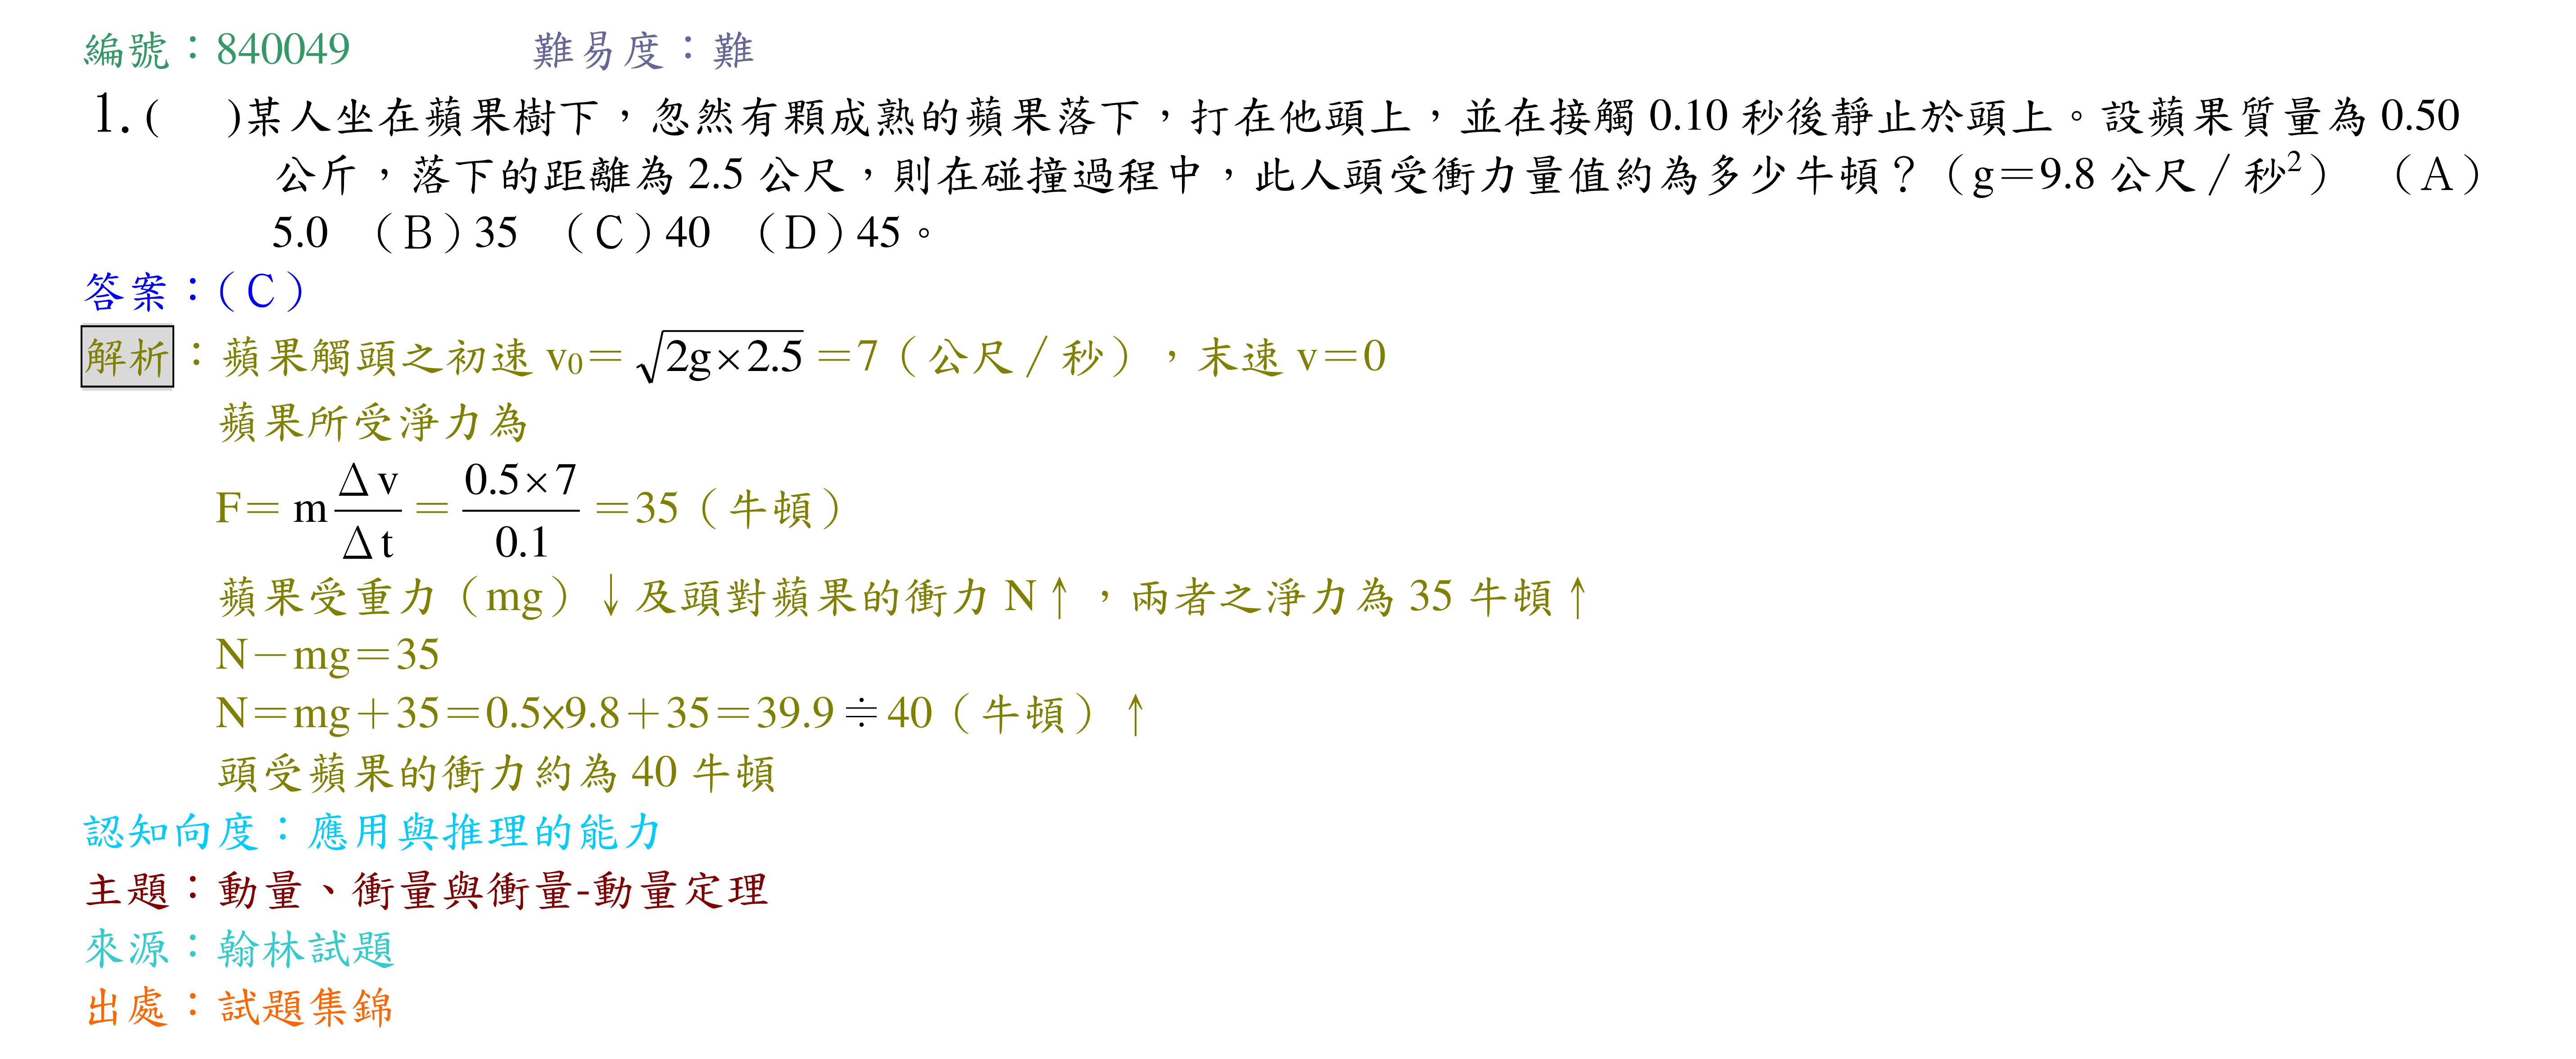 編號：840049　　難易度：難
1.(　)某人坐在蘋果樹下，忽然有顆成熟的蘋果落下，打在他頭上，並在接觸 0.10 秒後靜止於頭上。設蘋果質量為 0.50
公斤，落下的距離為 2.5 公尺，則在碰撞過程中，此人頭受衝力量值約為多少牛頓？（g＝9.8 公尺／秒²）　（A）
5.0　（B）35　（C）40　（D）45。
答案：（C）
解析：蘋果觸頭之初速 v₀＝√(2g×2.5)＝7（公尺／秒），末速 v＝0
蘋果所受淨力為
F＝m Δv/Δt＝0.5×7/0.1＝35（牛頓）
蘋果受重力（mg）↓及頭對蘋果的衝力 N↑，兩者之淨力為 35 牛頓↑
N－mg＝35
N＝mg＋35＝0.5×9.8＋35＝39.9≑40（牛頓）↑
頭受蘋果的衝力約為 40 牛頓
認知向度：應用與推理的能力
主題：動量、衝量與衝量-動量定理
來源：翰林試題
出處：試題集錦